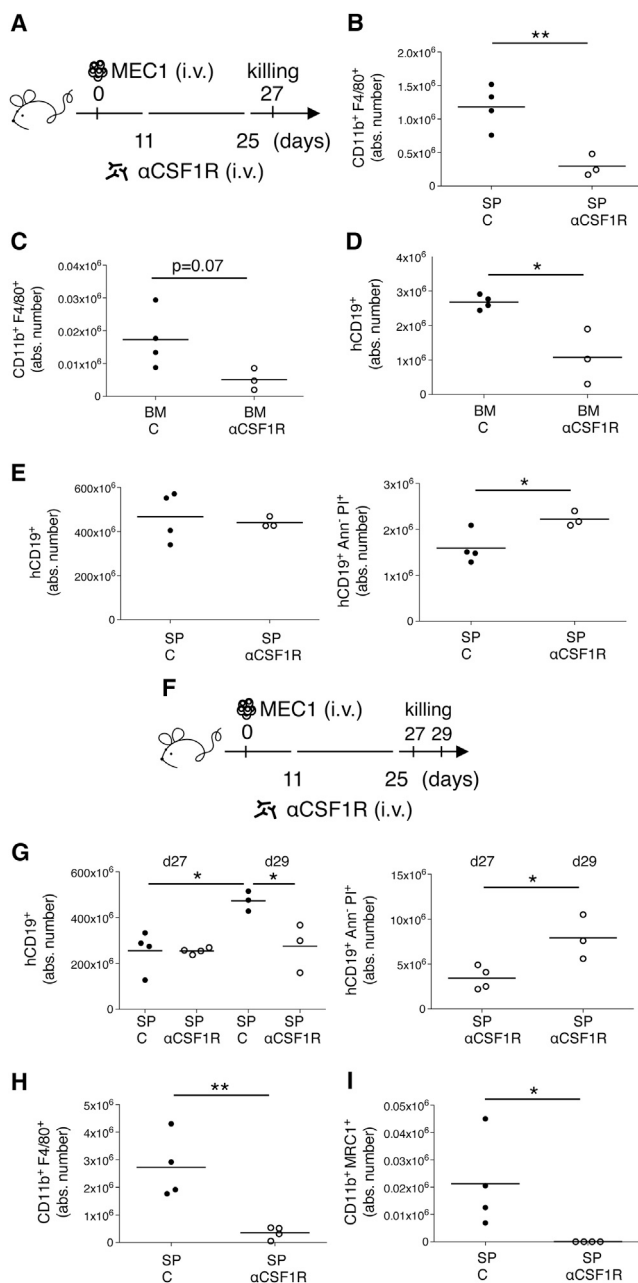 A
MEC1 (i.v.)
killing
0
27
11
25
(days)
αCSF1R (i.v.)
B
**
CD11b⁺ F4/80⁺
(abs. number)
2.0x10⁶
1.5x10⁶
1.0x10⁶
0.5x10⁶
0
SP
SP
C
αCSF1R
C
p=0.07
CD11b⁺ F4/80⁺
(abs. number)
0.04x10⁶
0.03x10⁶
0.02x10⁶
0.01x10⁶
0
BM
BM
C
αCSF1R
D
*
hCD19⁺
(abs. number)
4x10⁶
3x10⁶
2x10⁶
1x10⁶
0
BM
BM
C
αCSF1R
E
hCD19⁺
(abs. number)
600x10⁶
400x10⁶
200x10⁶
0
SP
SP
C
αCSF1R
*
hCD19⁺ Ann⁻ PI⁺
(abs. number)
3x10⁶
2x10⁶
1x10⁶
0
SP
SP
C
αCSF1R
F
MEC1 (i.v.)
killing
0
27 29
11
25
(days)
αCSF1R (i.v.)
G
d27
d29
*
*
hCD19⁺
(abs. number)
600x10⁶
400x10⁶
200x10⁶
0
SP
SP
SP
SP
C
αCSF1R
C
αCSF1R
d27
d29
*
hCD19⁺ Ann⁻ PI⁺
(abs. number)
15x10⁶
10x10⁶
5x10⁶
0
SP
SP
αCSF1R
αCSF1R
H
**
CD11b⁺ F4/80⁺
(abs. number)
5x10⁶
4x10⁶
3x10⁶
2x10⁶
1x10⁶
0
SP
SP
C
αCSF1R
I
*
CD11b⁺ MRC1⁺
(abs. number)
0.05x10⁶
0.04x10⁶
0.03x10⁶
0.02x10⁶
0.01x10⁶
0
SP
SP
C
αCSF1R